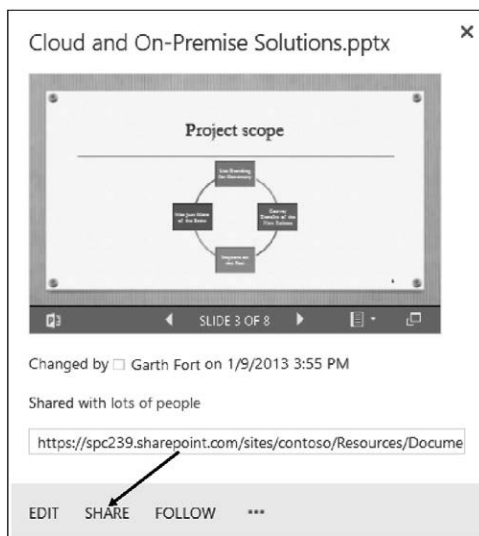 Cloud and On-Premise Solutions.pptx
Project scope
SLIDE 3 OF 8
Changed by Garth Fort on 1/9/2013 3:55 PM
Shared with lots of people
https://spc239.sharepoint.com/sites/contoso/Resources/Docume
EDIT SHARE FOLLOW ...